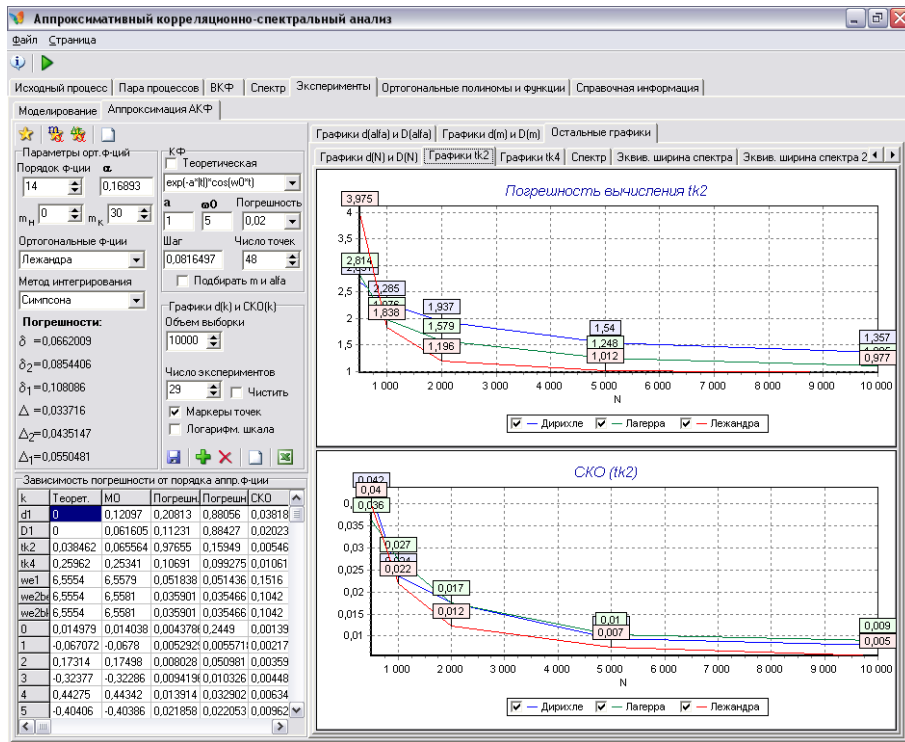 Аппроксимативный корреляционно-спектральный анализ
Файл Страница
Исходный процесс Пара процессов ВКФ Спектр Эксперименты Ортогональные полиномы и функции Справочная информация
Моделирование Аппроксимация АКФ
Параметры орт.ф-ций
Порядок ф-ции α
14 0,16893
mн 0 mк 30
Ортогональные ф-ции
Лежандра
Метод интегрирования
Симпсона
Погрешности:
δ =0,0662009
δ2=0,0854406
δ1=0,108086
Δ =0,033716
Δ2=0,0435147
Δ1=0,0550481
КФ
Теоретическая
exp(-a*|t|)*cos(w0*t)
a ω0 Погрешность
1 5 0,02
Шаг Число точек
0,0816497 48
Подбирать m и alfa
Графики d(k) и СКО(k)
Объем выборки
10000
Число экспериментов
29 Чистить
Маркеры точек
Логарифм. шкала
Зависимость погрешности от порядка аппр.ф-ции
k Теорет. МО Погрешн. Погрешн СКО
d1 0 0,12097 0,20813 0,88056 0,03818
D1 0 0,061605 0,11231 0,88427 0,02023
tk2 0,038462 0,065564 0,97655 0,15949 0,00546
tk4 0,25962 0,25341 0,10691 0,099275 0,01061
we1 6,5554 6,5579 0,051838 0,051436 0,1516
6,5554 6,5581 0,035901 0,035466 0,1042
6,5554 6,5581 0,035901 0,035466 0,1042
0 0,014979 0,014038 0,0043788 0,2449 0,00139
1 -0,067072 -0,0678 0,0052925 0,0055718 0,00217
2 0,17314 0,17498 0,008028 0,050981 0,00359
3 -0,32377 -0,32286 0,0094196 0,010326 0,00448
4 0,44275 0,44342 0,013914 0,032902 0,00634
5 -0,40406 -0,40386 0,021858 0,022053 0,00962
Графики d(alfa) и D(alfa) Графики d(m) и D(m) Остальные графики
Графики d(N) и D(N) Графики tk2 Графики tk4 Спектр Эквив. ширина спектра Эквив. ширина спектра 2
Погрешность вычисления tk2
4
3,5
2,5
2
1,5
1
3,975
2,814
2,285
1,838
1,937
1,579
1,196
1,54
1,248
1,012
1,357
0,977
1 000 2 000 3 000 4 000 5 000 6 000 7 000 8 000 9 000 10 000
N
Дирихле Лагерра Лежандра
СКО (tk2)
0,035
0,03
0,025
0,02
0,015
0,01
0,042
0,04
0,036
0,027
0,022
0,017
0,012
0,01
0,007
0,009
0,005
1 000 2 000 3 000 4 000 5 000 6 000 7 000 8 000 9 000 10 000
N
Дирихле Лагерра Лежандра